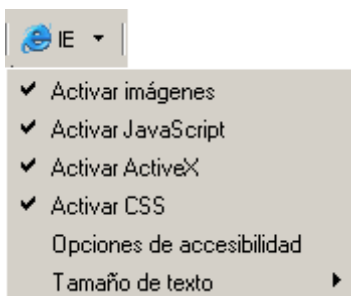 IE
Activar imágenes
Activar JavaScript
Activar ActiveX
Activar CSS
Opciones de accesibilidad
Tamaño de texto